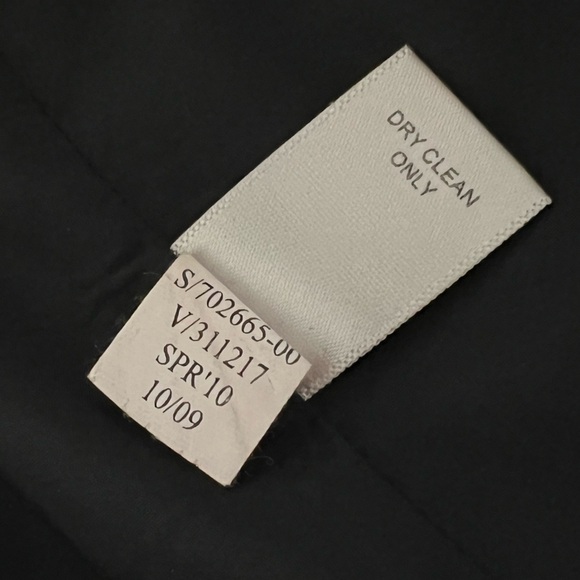 DRY CLEAN
ONLY
S/702665-00
V/311217
SPR'10
10/09